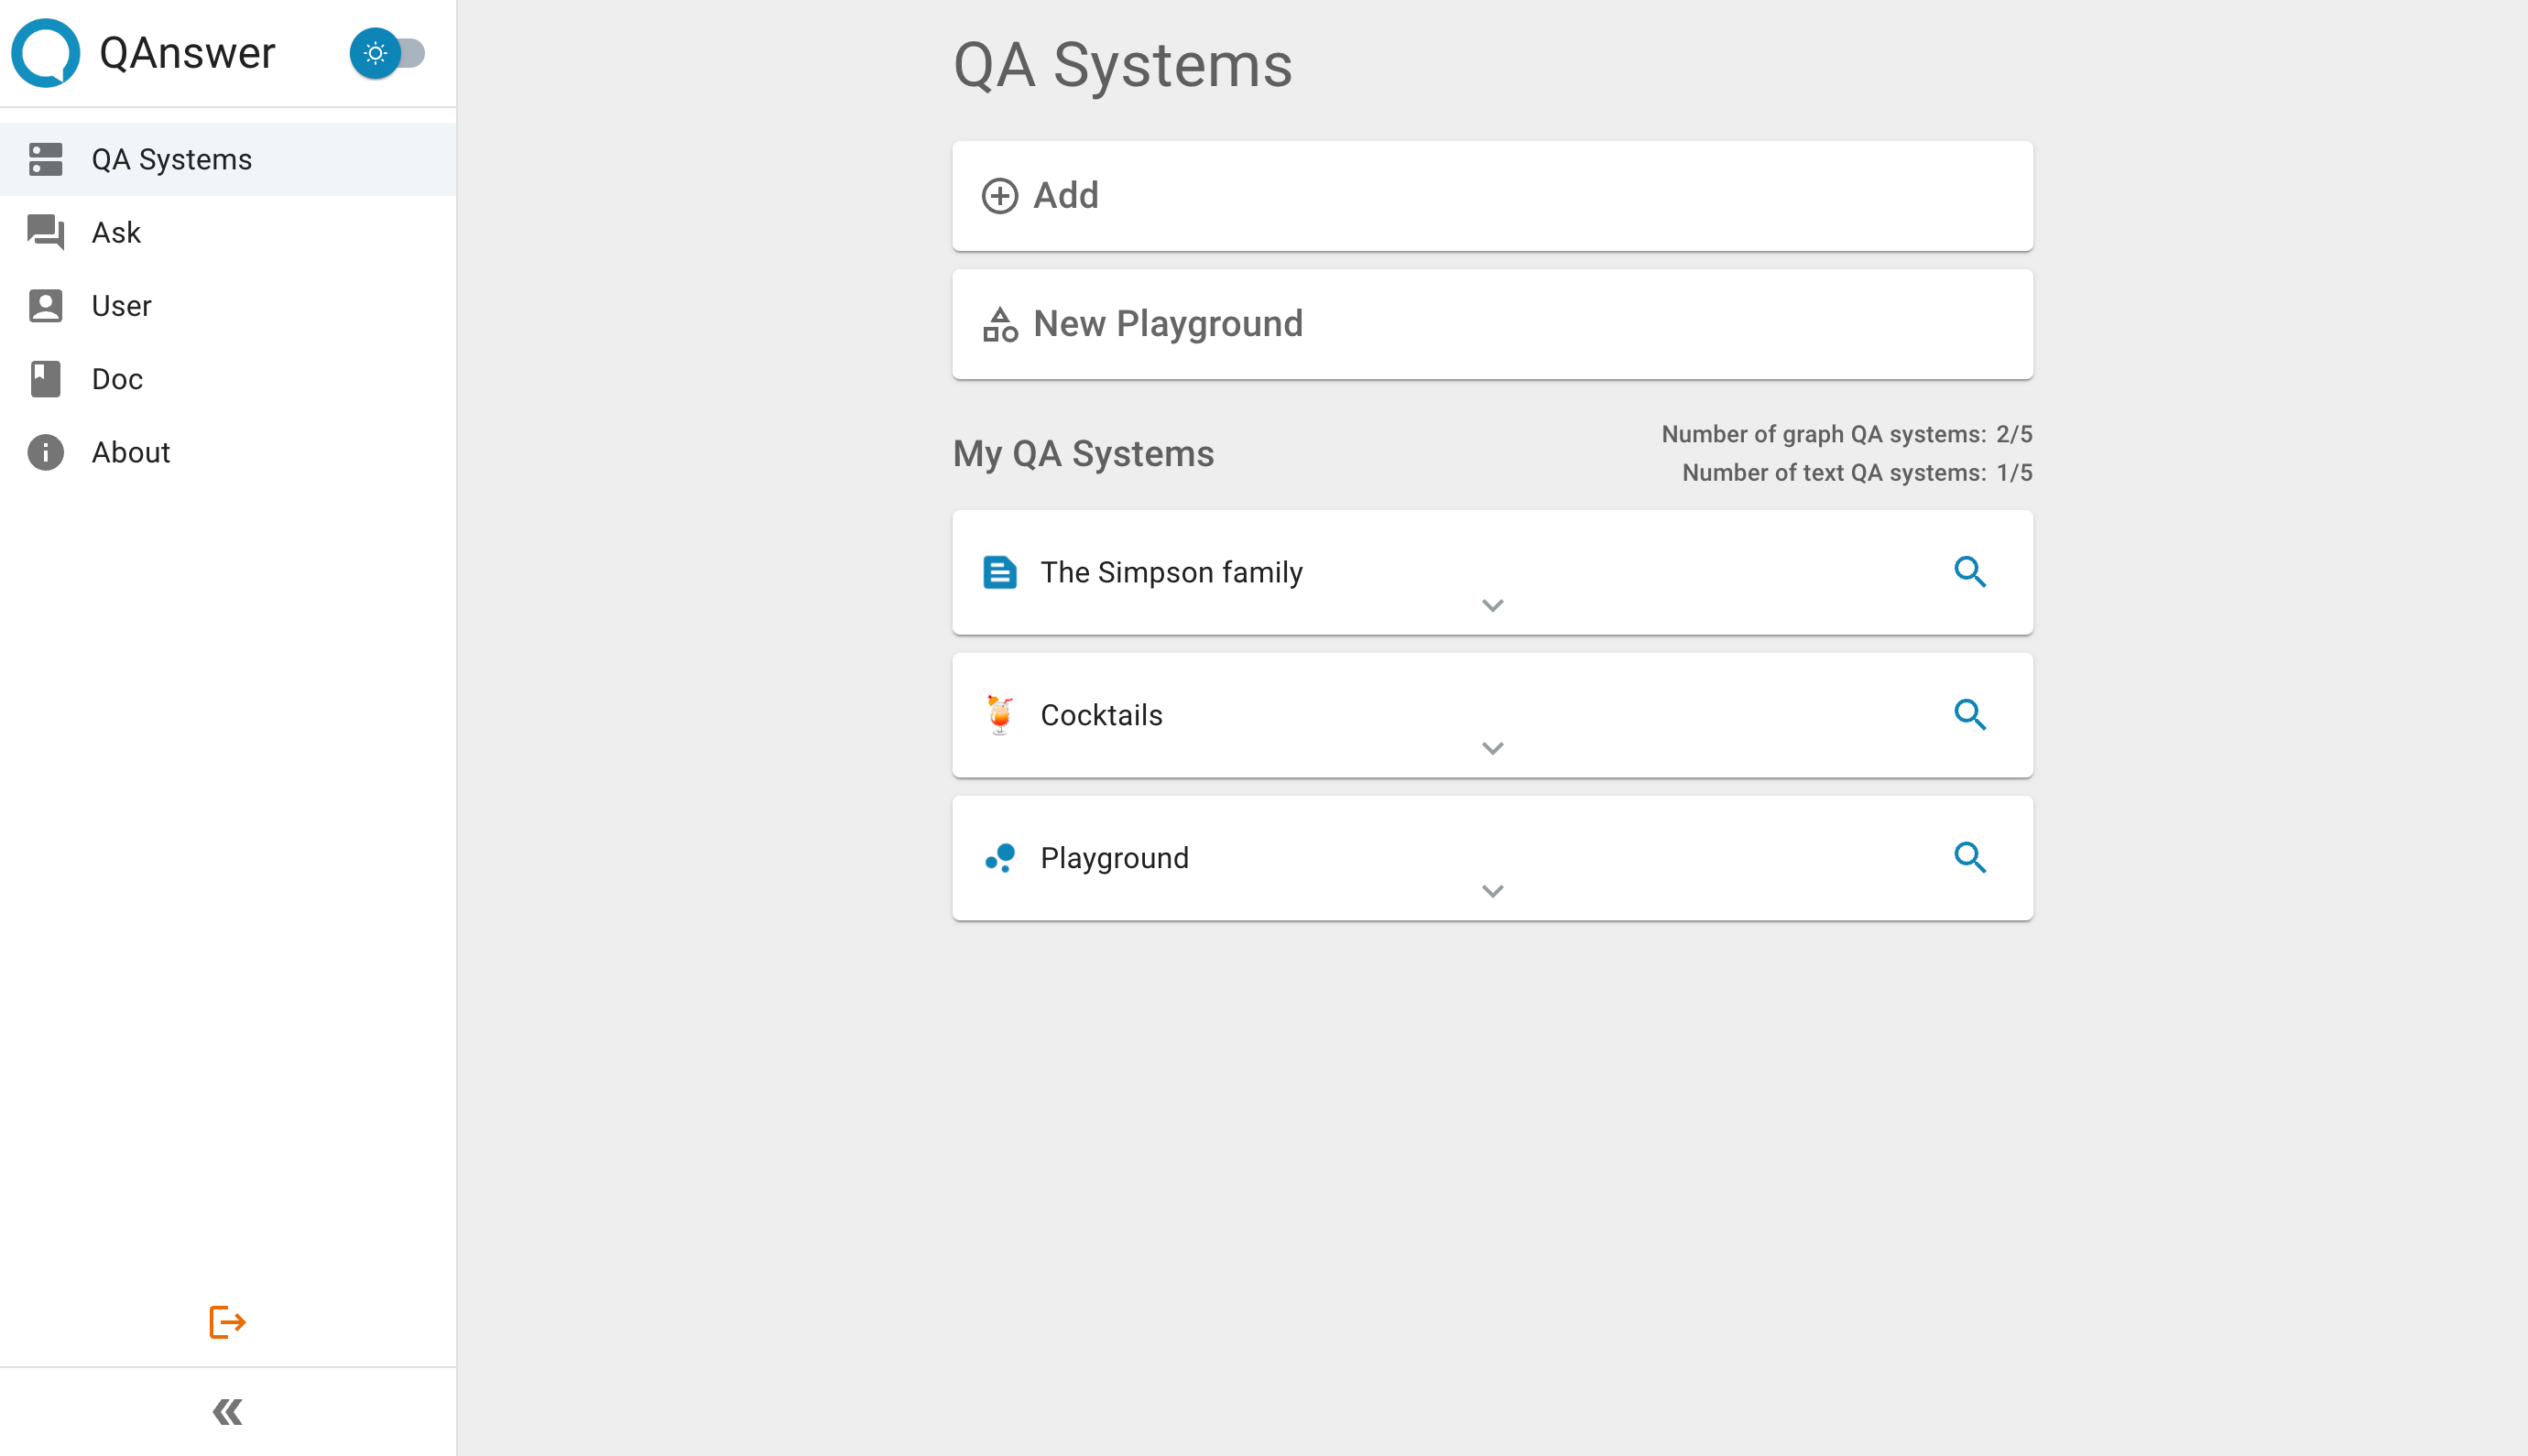 QAnswer
QA Systems
Ask
User
Doc
About
QA Systems
Add
New Playground
My QA Systems
Number of graph QA systems: 2/5
Number of text QA systems: 1/5
The Simpson family
Cocktails
Playground